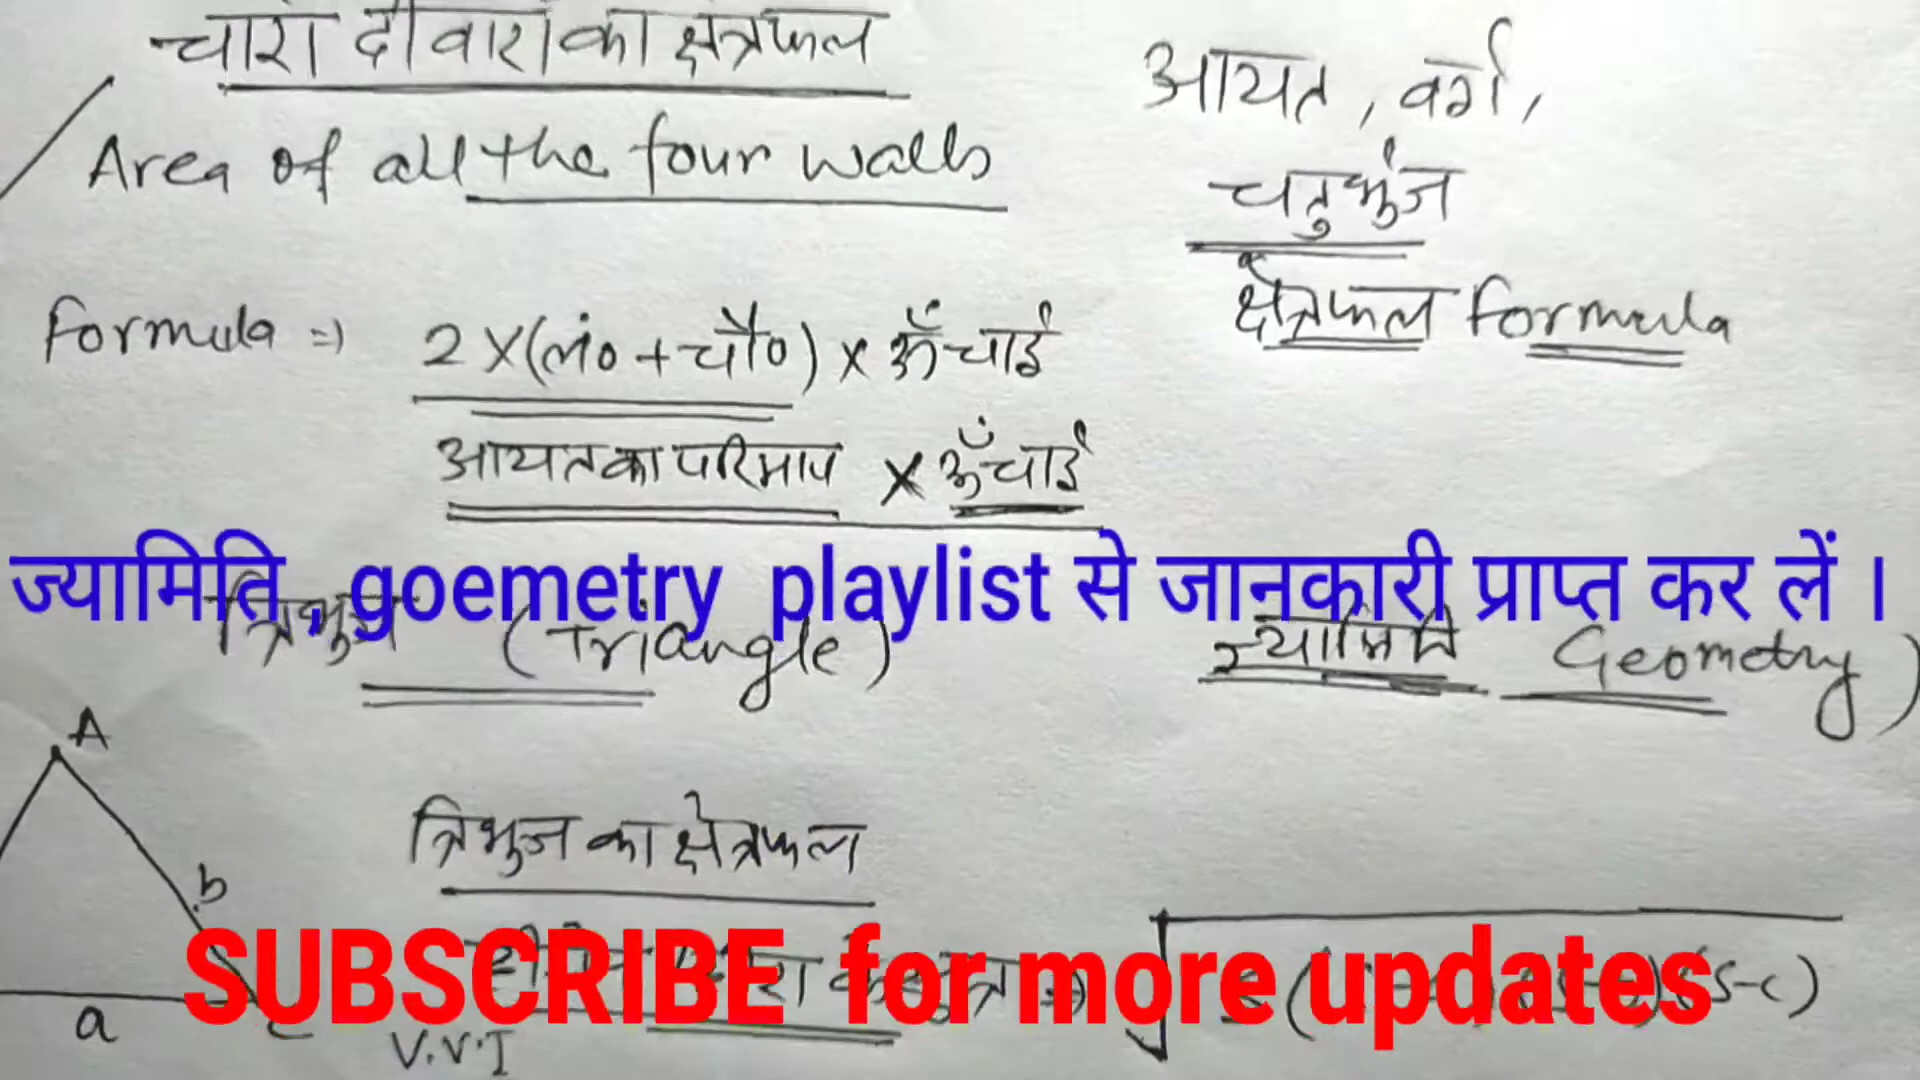 चारों दीवारों का क्षेत्रफल
Area of all the four walls
Formula ⇒ 2×(लं० + चौ०) × ऊँचाई
आयत का परिमाप × ऊँचाई
आयत, वर्ग,
चतुर्भुज
क्षेत्रफल formula
ज्यामिति, goemetry playlist से जानकारी प्राप्त कर लें ।
त्रिभुज (Triangle)
ज्यामिति Geometry)
A
b
a
C
त्रिभुज का क्षेत्रफल
SUBSCRIBE for more updates
(s-c)
V.V.I